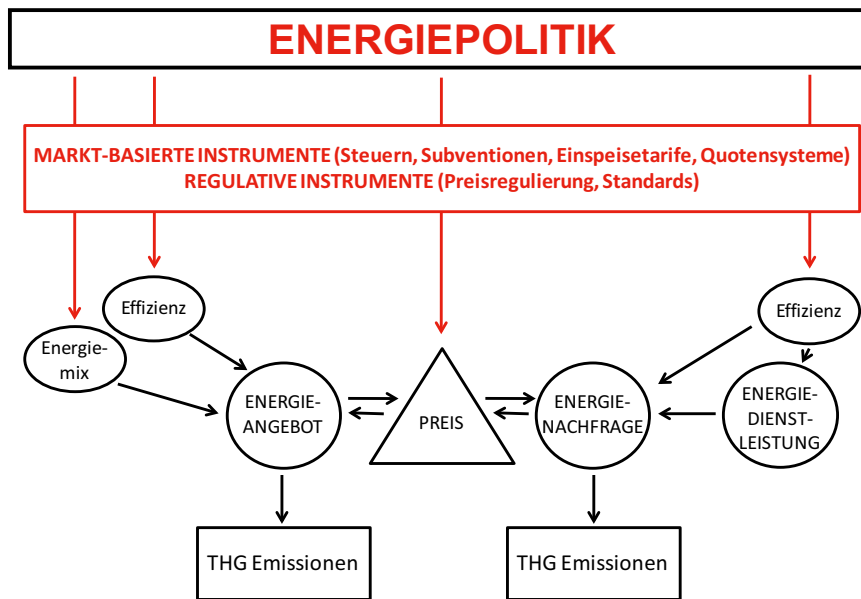 ENERGIEPOLITIK
MARKT-BASIERTE INSTRUMENTE (Steuern, Subventionen, Einspeisetarife, Quotensysteme)
REGULATIVE INSTRUMENTE (Preisregulierung, Standards)
Effizienz
Effizienz
Energie-
mix
ENERGIE-
ANGEBOT
PREIS
ENERGIE-
NACHFRAGE
ENERGIE-
DIENST-
LEISTUNG
THG Emissionen
THG Emissionen